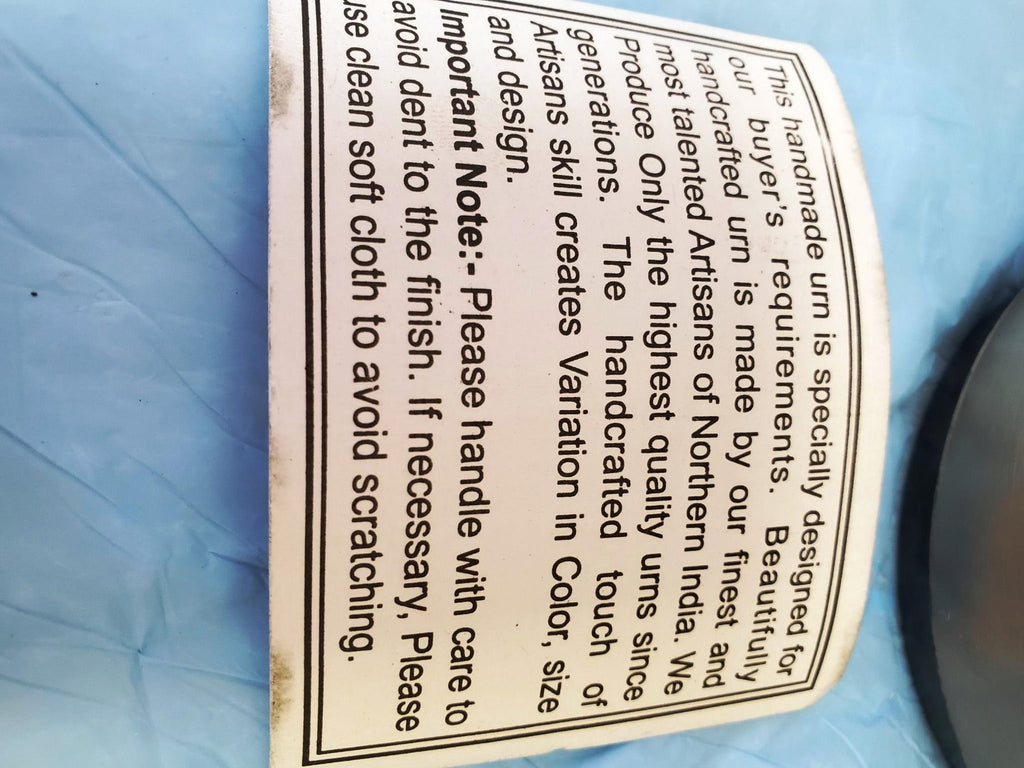 This handmade urn is specially designed for
our buyer's requirements. Beautifully
handcrafted urn is made by our finest and
most talented Artisans of Northern India. We
Produce Only the highest quality urns since
generations. The handcrafted touch of
Artisans skill creates Variation in Color, size
and design.
Important Note:- Please handle with care to
avoid dent to the finish. If necessary, Please
use clean soft cloth to avoid scratching.